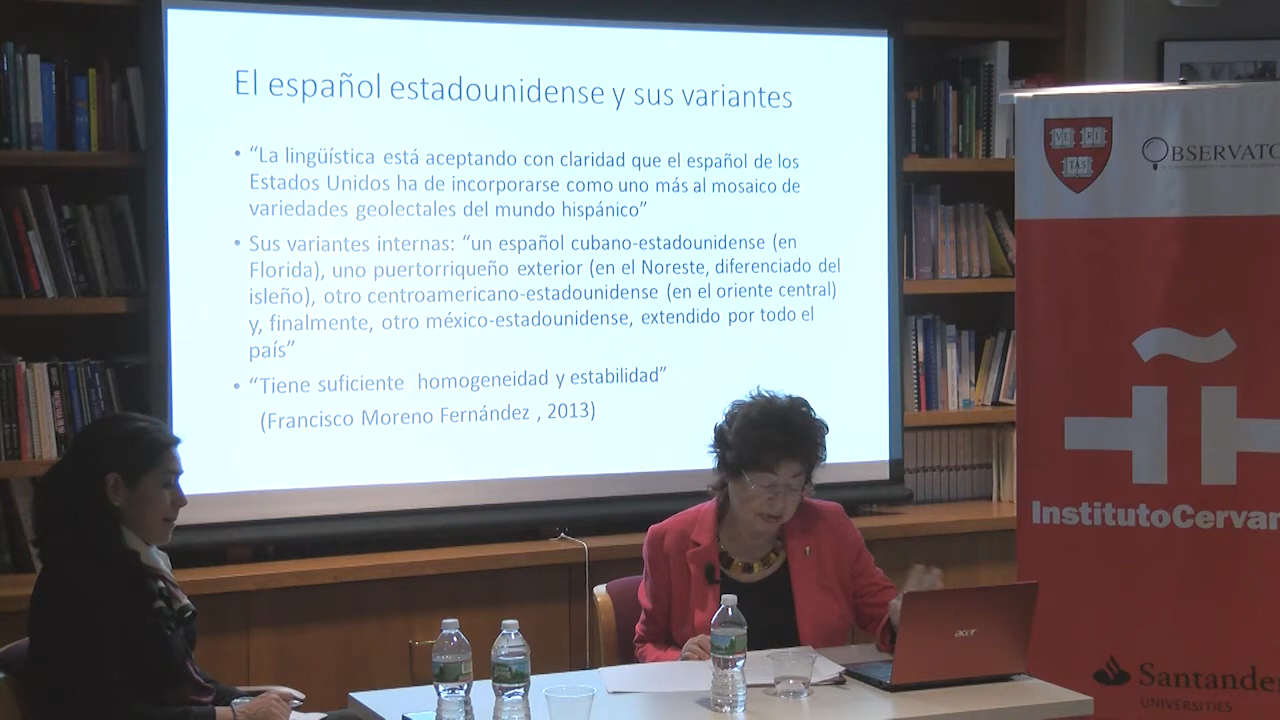 El español estadounidense y sus variantes
• “La lingüística está aceptando con claridad que el español de los
Estados Unidos ha de incorporarse como uno más al mosaico de
variedades geolectales del mundo hispánico”
• Sus variantes internas: “un español cubano-estadounidense (en
Florida), uno puertorriqueño exterior (en el Noreste, diferenciado del
isleño), otro centroamericano-estadounidense (en el oriente central)
y, finalmente, otro méxico-estadounidense, extendido por todo el
país”
• “Tiene suficiente homogeneidad y estabilidad”
(Francisco Moreno Fernández , 2013)
VE RI
TAS
OBSERVATO
InstitutoCervan
Santande
UNIVERSITIES
acer